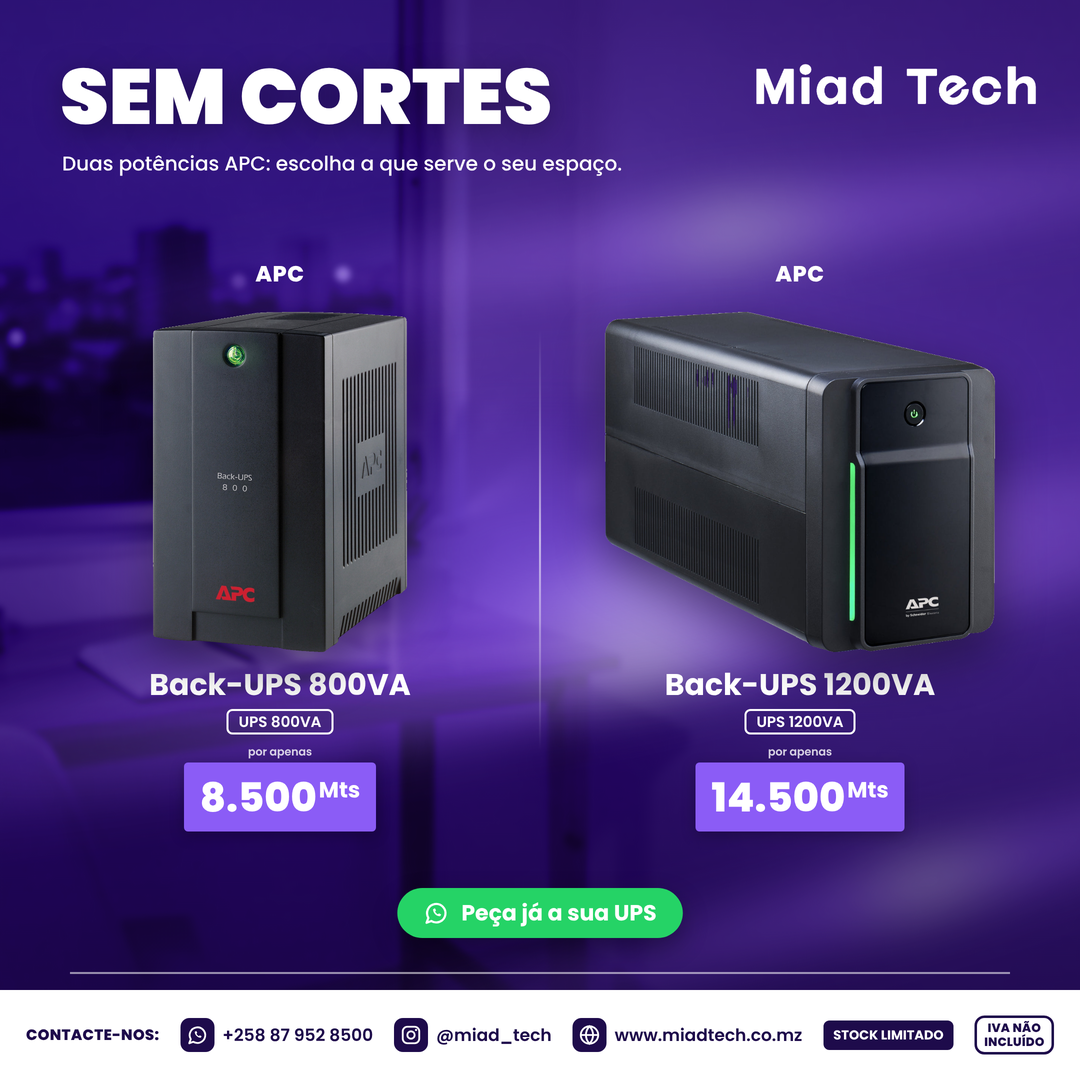 SEM CORTES
Miad Tech
Duas potências APC: escolha a que serve o seu espaço.
APC
APC
Back-UPS
800
APC
APC
APC
Back-UPS 800VA
UPS 800VA
por apenas
8.500Mts
Back-UPS 1200VA
UPS 1200VA
por apenas
14.500Mts
Peça já a sua UPS
CONTACTE-NOS:
+258 87 952 8500
@miad_tech
www.miadtech.co.mz
STOCK LIMITADO
IVA NÃO
INCLUÍDO